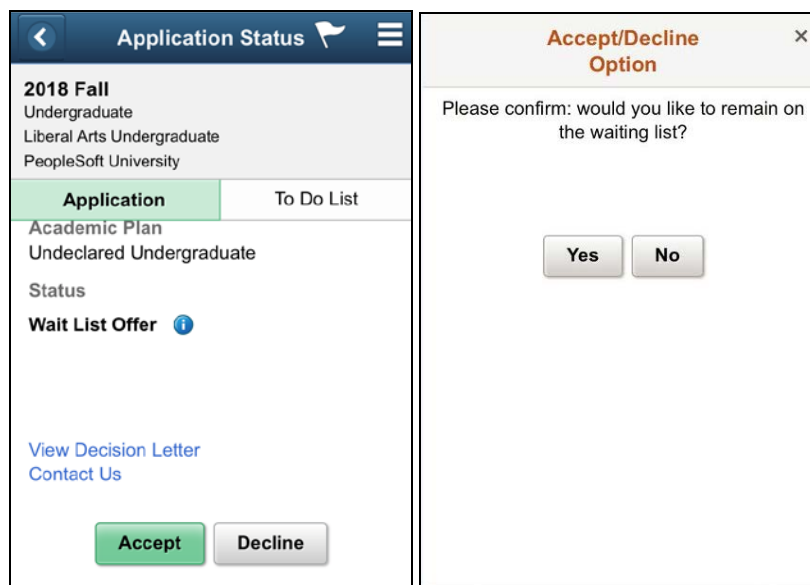 Application Status
2018 Fall
Undergraduate
Liberal Arts Undergraduate
PeopleSoft University
Application
To Do List
Academic Plan
Undeclared Undergraduate
Status
Wait List Offer
View Decision Letter
Contact Us
Accept
Decline
Accept/Decline
Option
Please confirm: would you like to remain on
the waiting list?
Yes
No